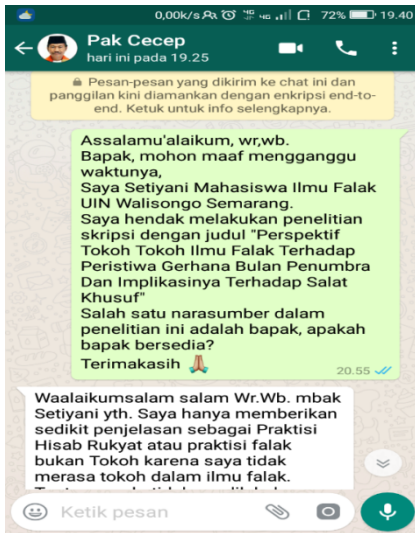 0,00k/s 4G 4G 72% 19.40
Pak Cecep
hari ini pada 19.25
Pesan-pesan yang dikirim ke chat ini dan
panggilan kini diamankan dengan enkripsi end-to-
end. Ketuk untuk info selengkapnya.
Assalamu'alaikum, wr,wb.
Bapak, mohon maaf mengganggu
waktunya,
Saya Setiyani Mahasiswa Ilmu Falak
UIN Walisongo Semarang.
Saya hendak melakukan penelitian
skripsi dengan judul "Perspektif
Tokoh Tokoh Ilmu Falak Terhadap
Peristiwa Gerhana Bulan Penumbra
Dan Implikasinya Terhadap Salat
Khusuf"
Salah satu narasumber dalam
penelitian ini adalah bapak, apakah
bapak bersedia?
Terimakasih 🙏
20.55
Waalaikumsalam salam Wr.Wb. mbak
Setiyani yth. Saya hanya memberikan
sedikit penjelasan sebagai Praktisi
Hisab Rukyat atau praktisi falak
bukan Tokoh karena saya tidak
merasa tokoh dalam ilmu falak.
Ketik pesan